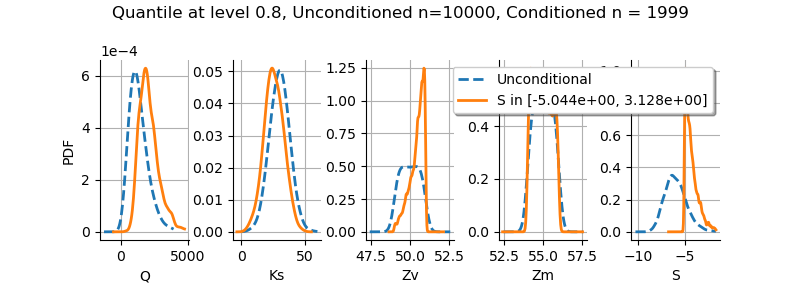 Quantile at level 0.8, Unconditioned n=10000, Conditioned n = 1999
1e−4
PDF
6
4
2
0
0 5000
Q
0.05
0.04
0.03
0.02
0.01
0.00
0 50
Ks
1.25
1.00
0.75
0.50
0.25
0.00
47.5 50.0 52.5
Zv
Unconditional
S in [-5.044e+00, 3.128e+00]
0.4
0.2
0.0
52.5 55.0 57.5
Zm
0.6
0.4
0.2
0.0
−10 −5
S